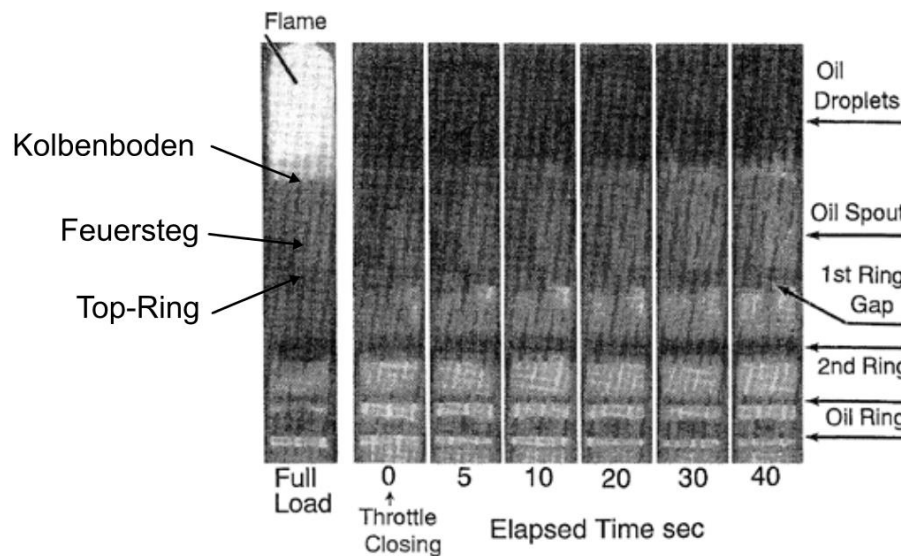 Flame
Kolbenboden
Feuersteg
Top-Ring
Oil
Droplets
Oil Spout
1st Ring
Gap
2nd Ring
Oil Ring
Full
Load
0
5
10
20
30
40
Throttle
Closing
Elapsed Time sec